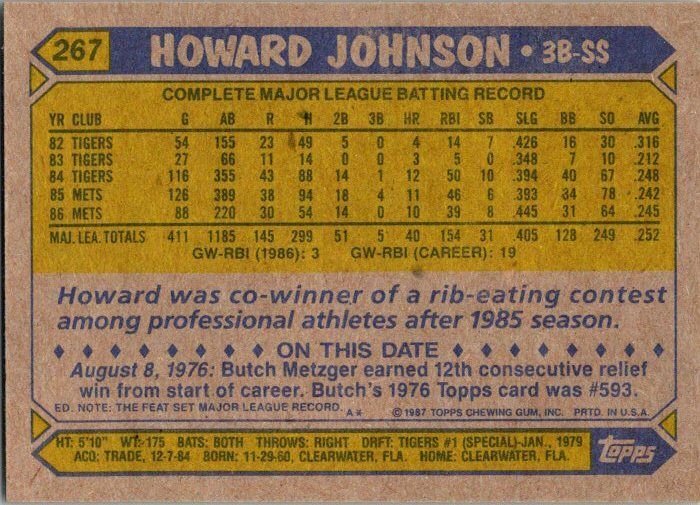 267 HOWARD JOHNSON • 3B-SS
COMPLETE MAJOR LEAGUE BATTING RECORD
YR CLUB G AB R H 2B 3B HR RBI SB SLG BB SO AVG
82 TIGERS 54 155 23 49 5 0 4 14 7 .426 16 30 .316
83 TIGERS 27 66 11 14 0 0 3 5 0 .348 7 10 .212
84 TIGERS 116 355 43 88 14 1 12 50 10 .394 40 67 .248
85 METS 126 389 38 94 18 4 11 46 6 .393 34 78 .242
86 METS 88 220 30 54 14 0 10 39 8 .445 31 64 .245
MAJ. LEA. TOTALS 411 1185 145 299 51 5 40 154 31 .405 128 249 .252
GW-RBI (1986): 3 GW-RBI (CAREER): 19
Howard was co-winner of a rib-eating contest
among professional athletes after 1985 season.
ON THIS DATE
August 8, 1976: Butch Metzger earned 12th consecutive relief
win from start of career. Butch's 1976 Topps card was #593.
ED. NOTE: THE FEAT SET MAJOR LEAGUE RECORD. A* ©1987 TOPPS CHEWING GUM, INC. PRTD. IN U.S.A.
HT: 5'10" WT: 175 BATS: BOTH THROWS: RIGHT DRFT: TIGERS #1 (SPECIAL)-JAN., 1979
ACQ: TRADE, 12-7-84 BORN: 11-29-60, CLEARWATER, FLA. HOME: CLEARWATER, FLA.
Topps